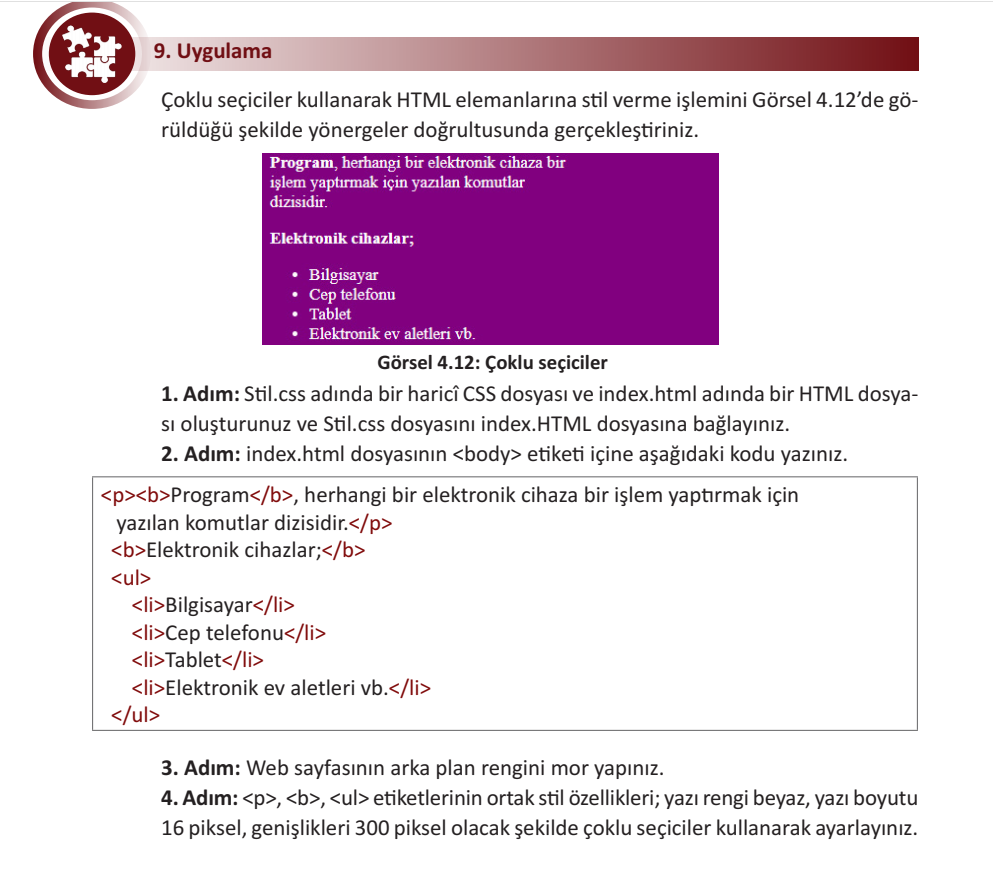 9. Uygulama
Çoklu seçiciler kullanarak HTML elemanlarına stil verme işlemini Görsel 4.12’de gö-
rüldüğü şekilde yönergeler doğrultusunda gerçekleştiriniz.
Program, herhangi bir elektronik cihaza bir
işlem yaptırmak için yazılan komutlar
dizisidir.
Elektronik cihazlar;
• Bilgisayar
• Cep telefonu
• Tablet
• Elektronik ev aletleri vb.
Görsel 4.12: Çoklu seçiciler
1. Adım: Stil.css adında bir haricî CSS dosyası ve index.html adında bir HTML dosya-
sı oluşturunuz ve Stil.css dosyasını index.HTML dosyasına bağlayınız.
2. Adım: index.html dosyasının <body> etiketi içine aşağıdaki kodu yazınız.
<p><b>Program</b>, herhangi bir elektronik cihaza bir işlem yaptırmak için
yazılan komutlar dizisidir.</p>
<b>Elektronik cihazlar;</b>
<ul>
<li>Bilgisayar</li>
<li>Cep telefonu</li>
<li>Tablet</li>
<li>Elektronik ev aletleri vb.</li>
</ul>
3. Adım: Web sayfasının arka plan rengini mor yapınız.
4. Adım: <p>, <b>, <ul> etiketlerinin ortak stil özellikleri; yazı rengi beyaz, yazı boyutu
16 piksel, genişlikleri 300 piksel olacak şekilde çoklu seçiciler kullanarak ayarlayınız.